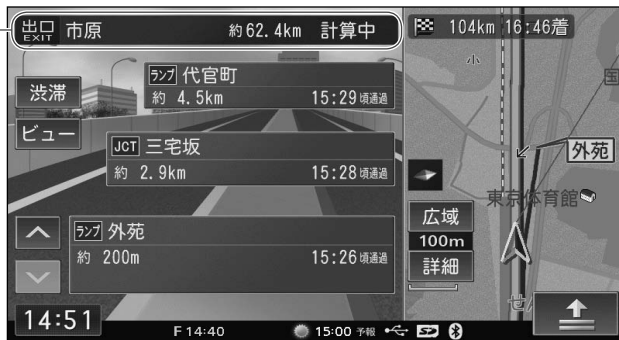 出口 EXIT 市原 約62.4km 計算中
104km 16:46着
渋滞
ビュー
ランプ 代官町
約 4.5km 15:29頃通過
JCT 三宅坂
約 2.9km 15:28頃通過
ランプ 外苑
約 200m 15:26頃通過
小
国
外苑
東京体育館
広域
100m
詳細
せ
14:51
F 14:40
15:00 予報